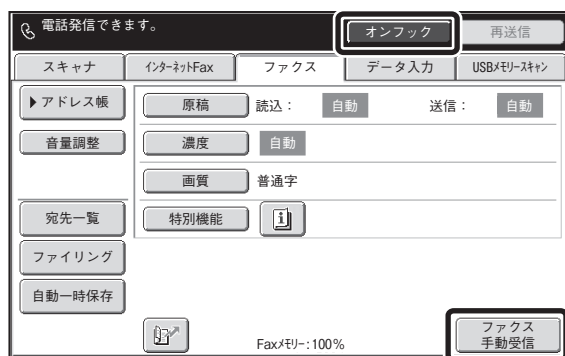 電話発信できます。
オンフック
再送信
スキャナ
インターネットFax
ファクス
データ入力
USBメモリースキャン
アドレス帳
原稿
読込：
自動
送信：
自動
音量調整
濃度
自動
画質
普通字
宛先一覧
特別機能
ファイリング
自動一時保存
Faxメモリー:100%
ファクス
手動受信